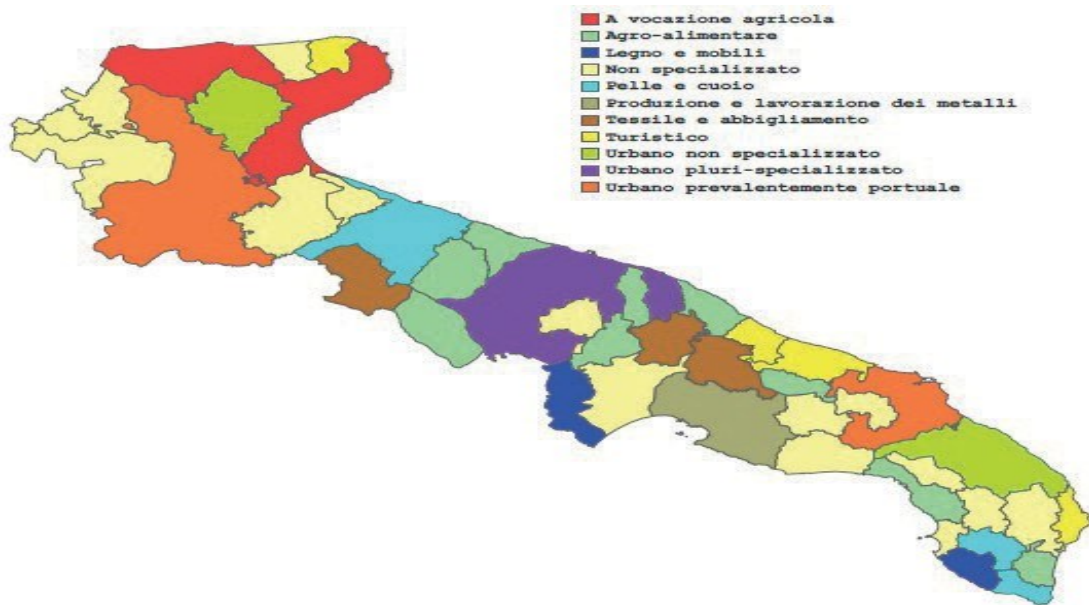 A vocazione agricola
Agro-alimentare
Legno e mobili
Non specializzato
Pelle e cuoio
Produzione e lavorazione dei metalli
Tessile e abbigliamento
Turistico
Urbano non specializzato
Urbano pluri-specializzato
Urbano prevalentemente portuale